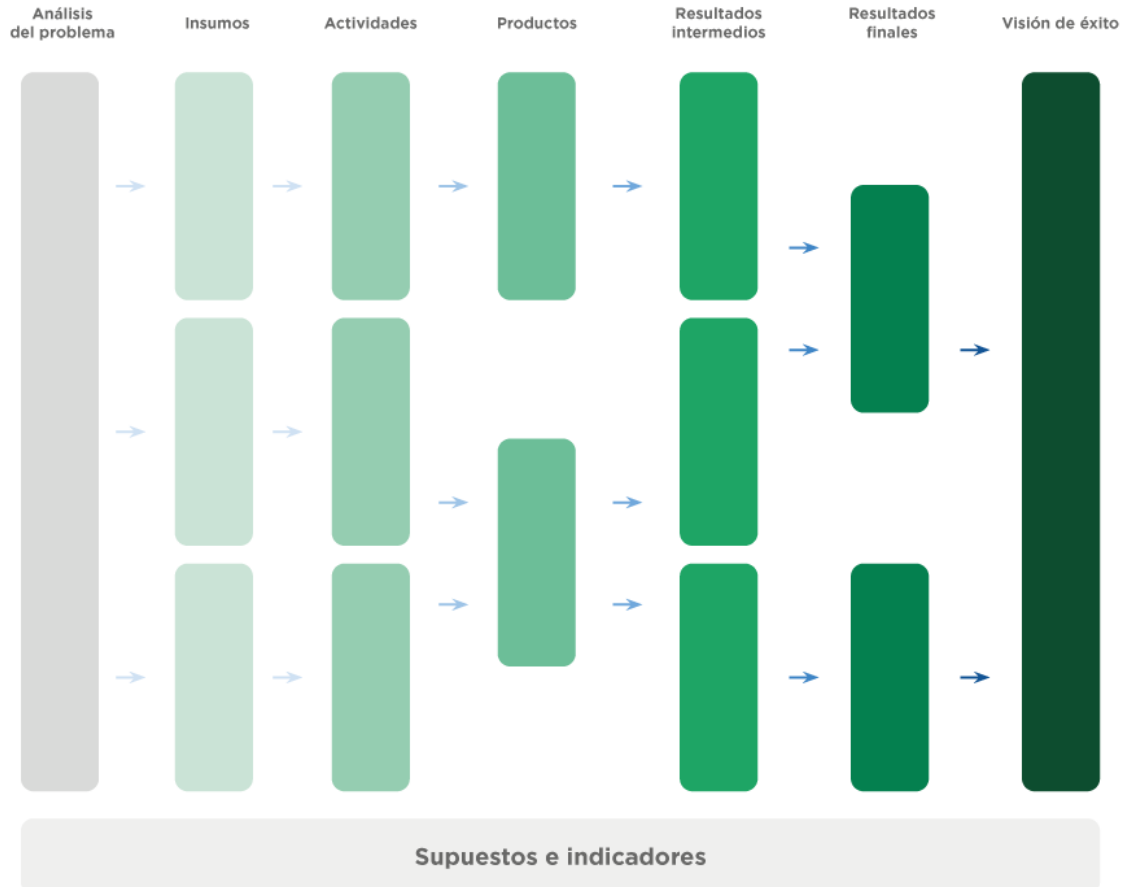 Análisis
del problema
Insumos
Actividades
Productos
Resultados
intermedios
Resultados
finales
Visión de éxito
Supuestos e indicadores